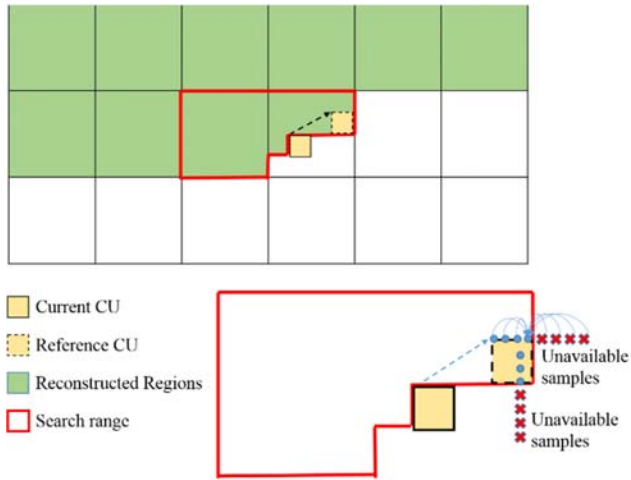 Current CU
Reference CU
Reconstructed Regions
Search range
Unavailable
samples
Unavailable
samples